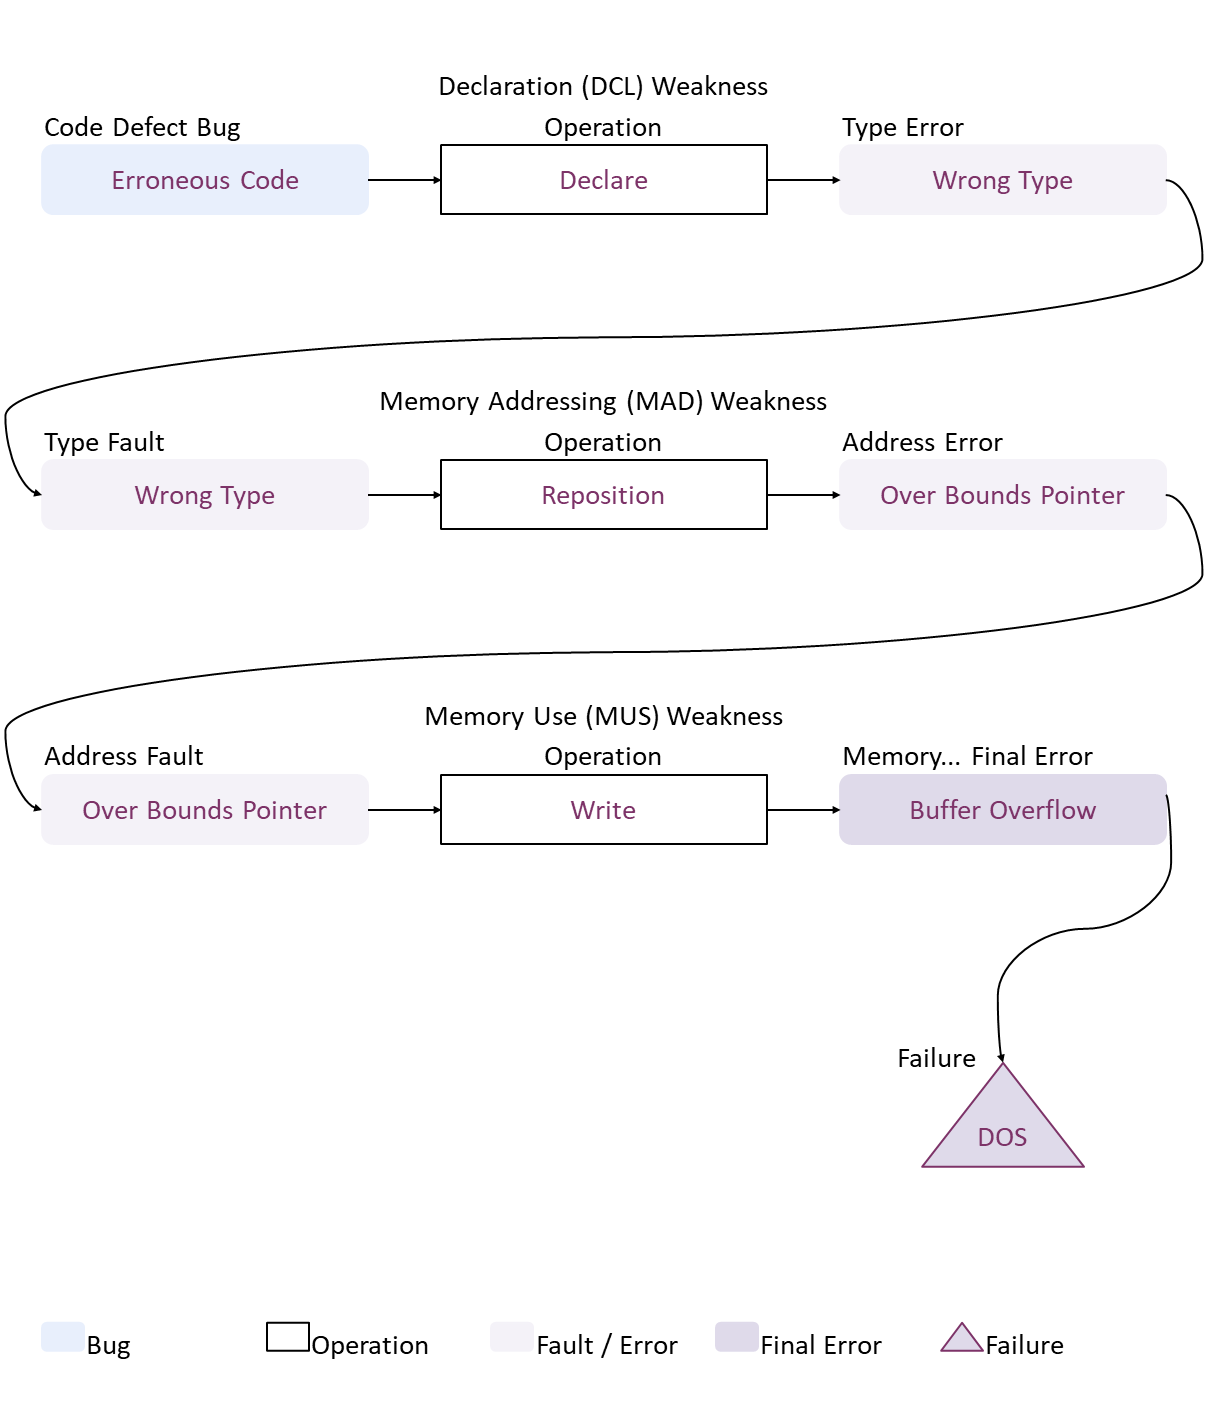 Declaration (DCL) Weakness
Code Defect Bug Operation Type Error
Erroneous Code Declare Wrong Type
Memory Addressing (MAD) Weakness
Type Fault Operation Address Error
Wrong Type Reposition Over Bounds Pointer
Memory Use (MUS) Weakness
Address Fault Operation Memory... Final Error
Over Bounds Pointer Write Buffer Overflow
Failure
DOS
Bug Operation Fault / Error Final Error Failure